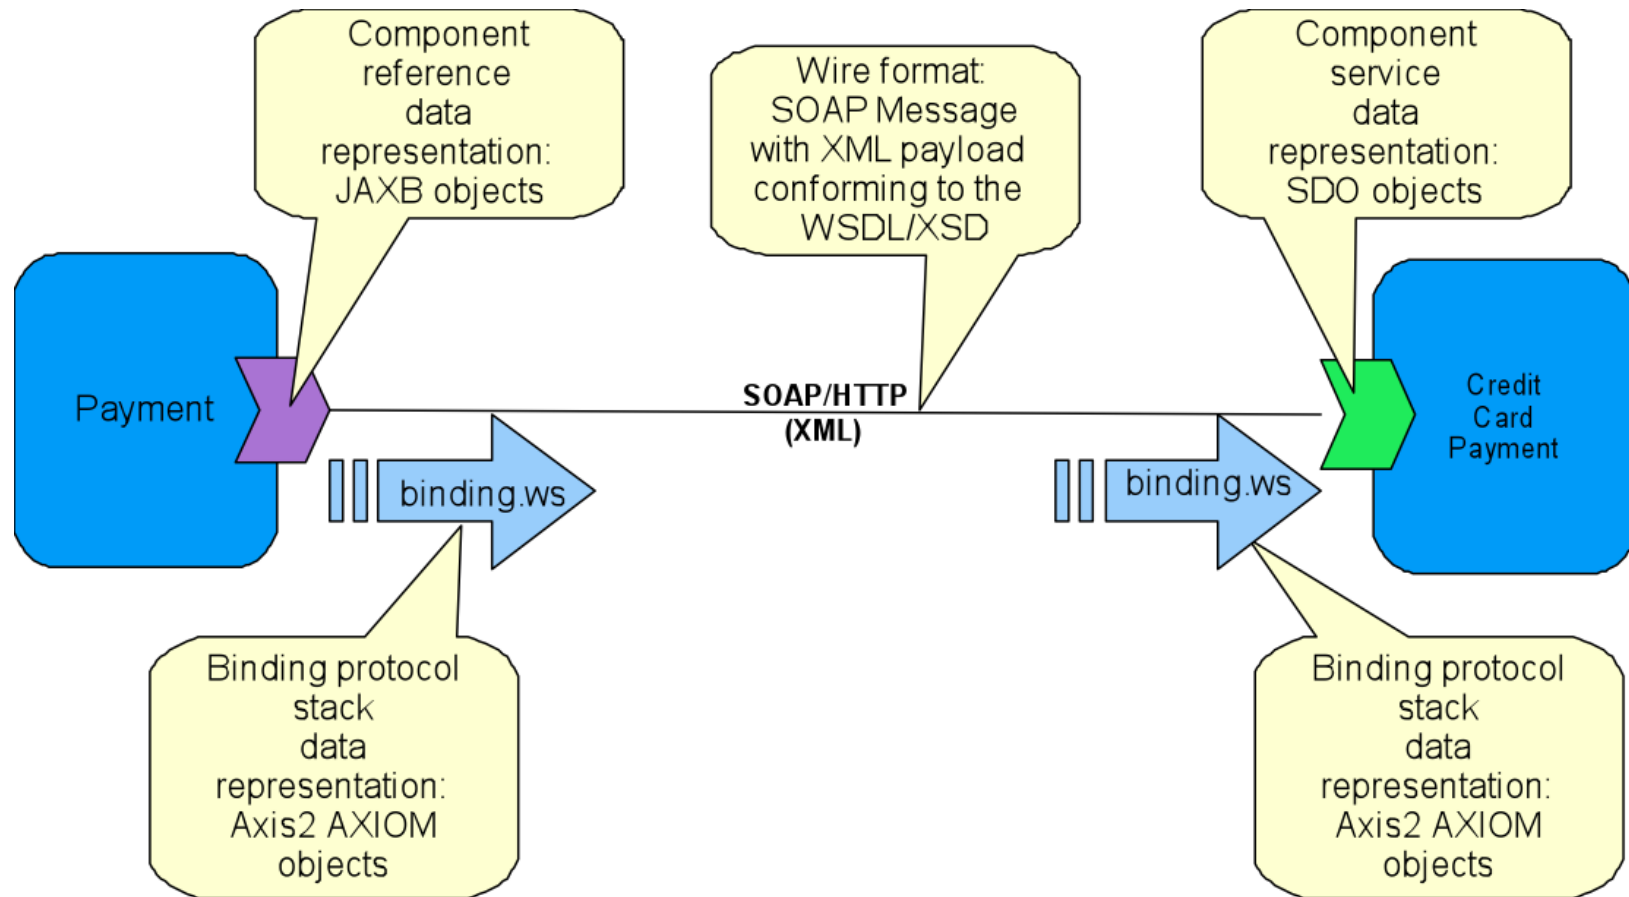 Component
reference
data
representation:
JAXB objects
Wire format:
SOAP Message
with XML payload
conforming to the
WSDL/XSD
Component
service
data
representation:
SDO objects
Payment
SOAP/HTTP
(XML)
Credit
Card
Payment
binding.ws
binding.ws
Binding protocol
stack
data
representation:
Axis2 AXIOM
objects
Binding protocol
stack
data
representation:
Axis2 AXIOM
objects